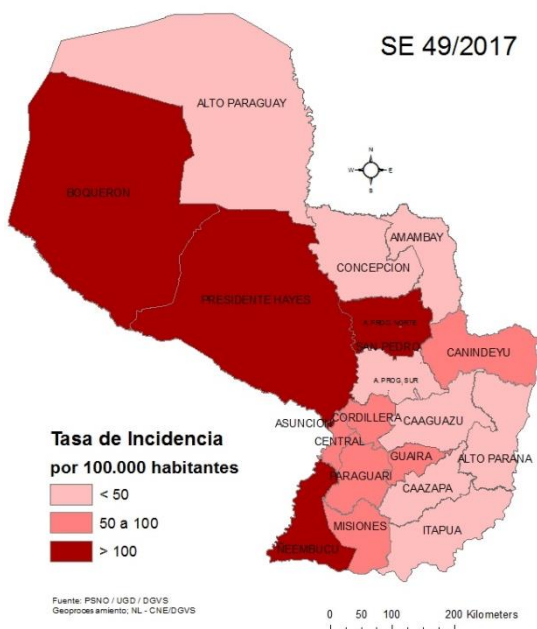 SE 49/2017
ALTO PARAGUAY
BOQUERON
N
W E
S
AMAMBAY
CONCEPCION
PRESIDENTE HAYES
A. PROG. NORTE
SAN PEDRO
CANINDEYU
A. PROG. SUR
ASUNCION
CORDILLERA
CAAGUAZU
CENTRAL
GUAIRA
ALTO PARANA
PARAGUARI
CAAZAPA
MISIONES
ITAPUA
ÑEEMBUCU
Tasa de Incidencia
por 100.000 habitantes
< 50
50 a 100
> 100
Fuente: PSNO / UGD / DGVS
Geoprocesamiento; NL - CNE/DGVS
0 50 100 200 Kilometers